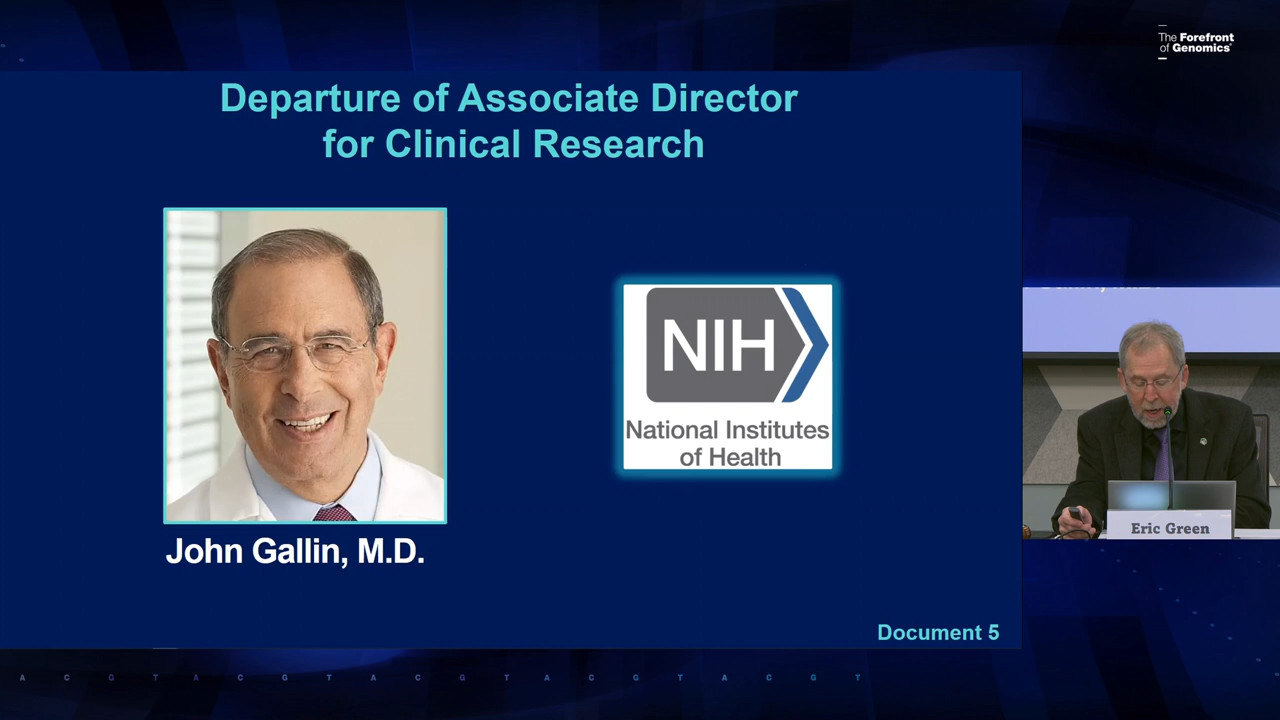 The Forefront
of Genomics
Departure of Associate Director
for Clinical Research
NIH
National Institutes
of Health
John Gallin, M.D.
Eric Green
Document 5
A C G T A C G T A C G T A C G T A C G T